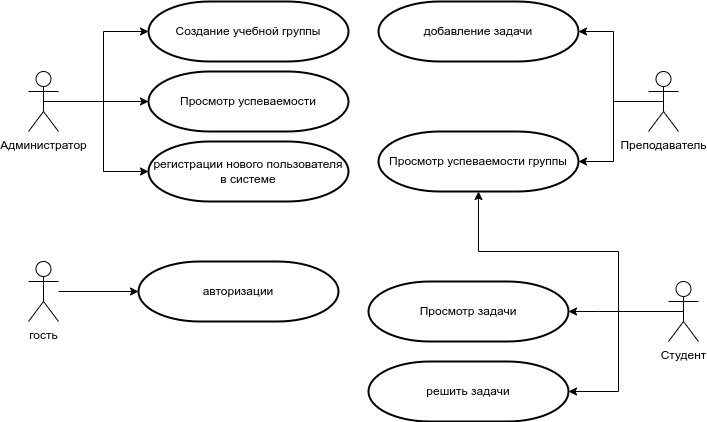 Создание учебной группы
добавление задачи
Просмотр успеваемости
Администратор
Преподаватель
регистрации нового пользователя
в системе
Просмотр успеваемости группы
авторизации
гость
Просмотр задачи
Студент
решить задачи